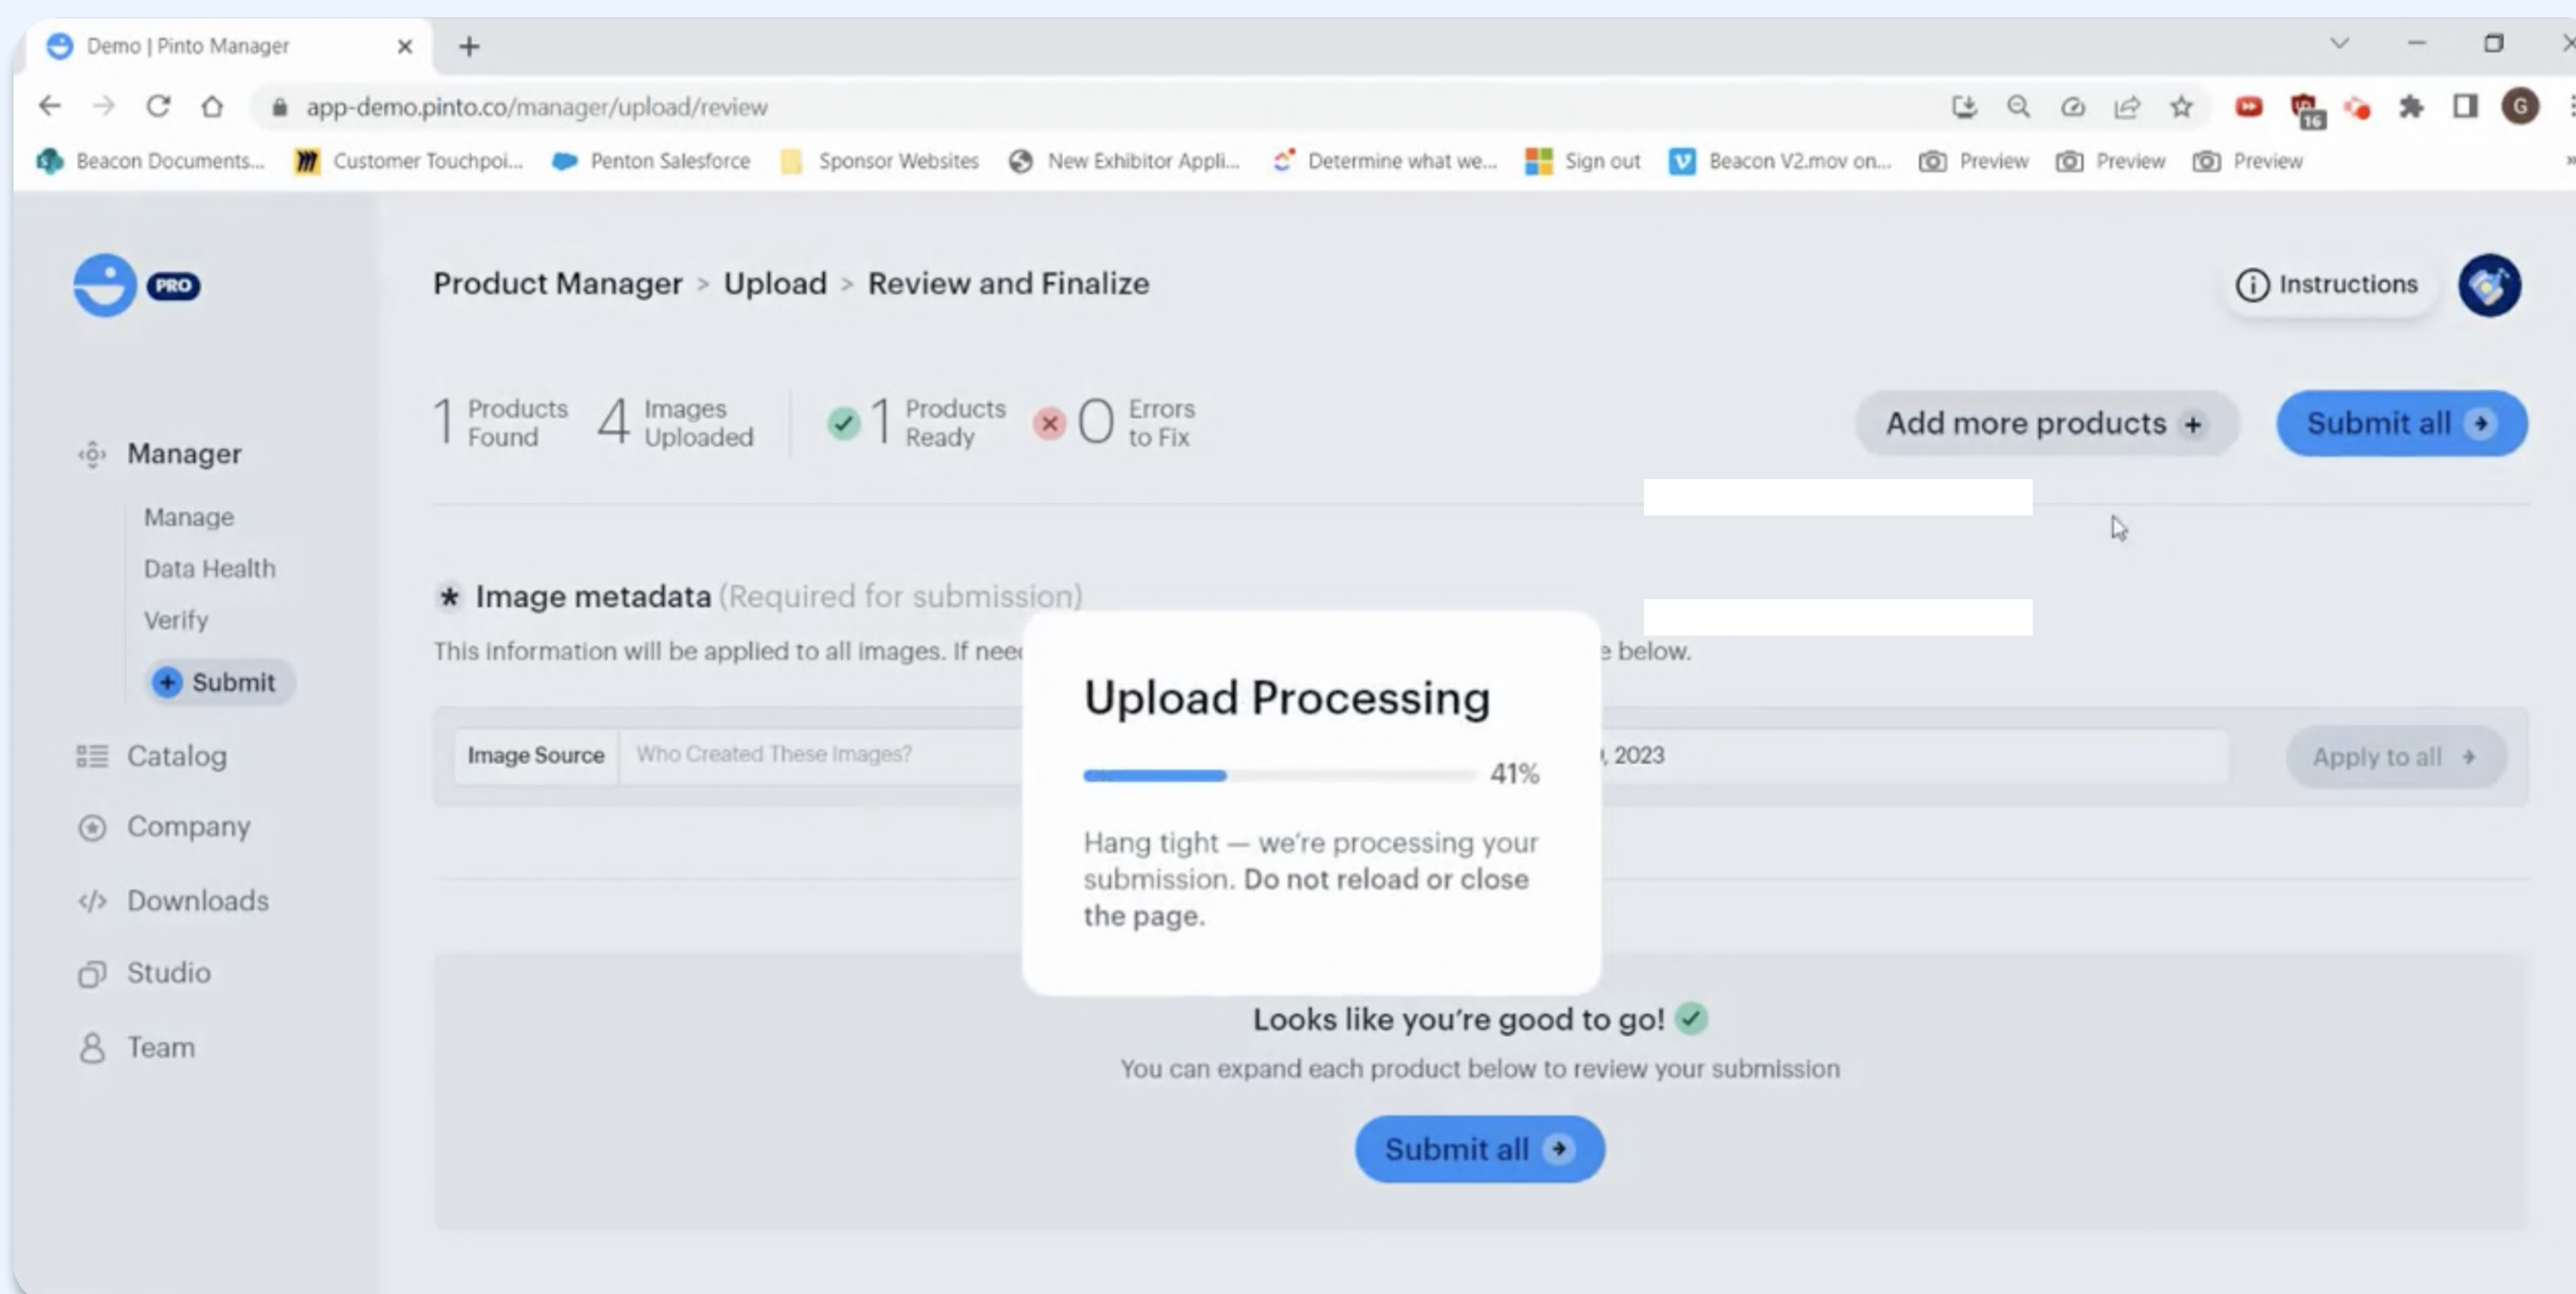 Demo | Pinto Manager
app-demo.pinto.co/manager/upload/review
16
G
Beacon Documents... Customer Touchpoi... Penton Salesforce Sponsor Websites New Exhibitor Appli... Determine what we... Sign out Beacon V2.mov on... Preview Preview Preview
PRO
Product Manager > Upload > Review and Finalize
Instructions
1 Products Found 4 Images Uploaded 1 Products Ready 0 Errors to Fix
Add more products +
Submit all
Manager
Manage
Data Health
Verify
+ Submit
Catalog
Company
Downloads
Studio
Team
* Image metadata (Required for submission)
This information will be applied to all images. If nee
below.
Image Source Who Created These Images?
, 2023
Apply to all
Upload Processing
41%
Hang tight — we're processing your
submission. Do not reload or close
the page.
Looks like you're good to go!
You can expand each product below to review your submission
Submit all